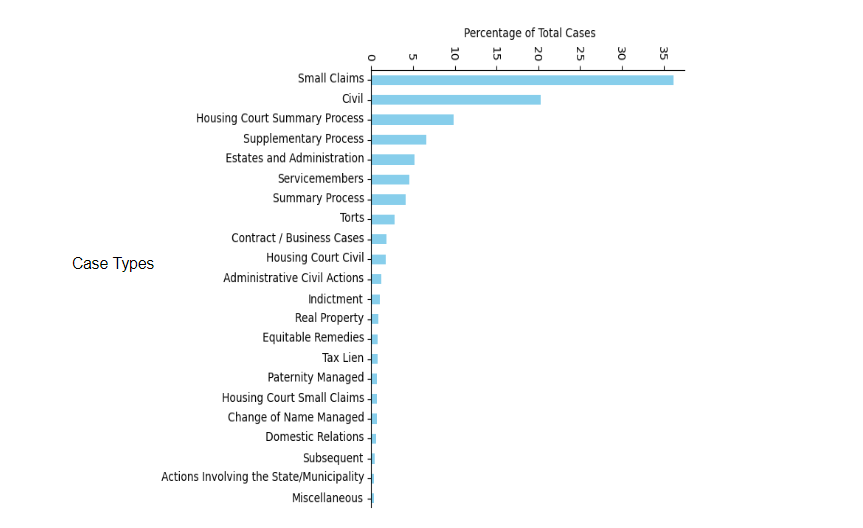 Percentage of Total Cases
0 5 10 15 20 25 30 35
Small Claims
Civil
Housing Court Summary Process
Supplementary Process
Estates and Administration
Servicemembers
Summary Process
Torts
Contract / Business Cases
Housing Court Civil
Case Types
Administrative Civil Actions
Indictment
Real Property
Equitable Remedies
Tax Lien
Paternity Managed
Housing Court Small Claims
Change of Name Managed
Domestic Relations
Subsequent
Actions Involving the State/Municipality
Miscellaneous